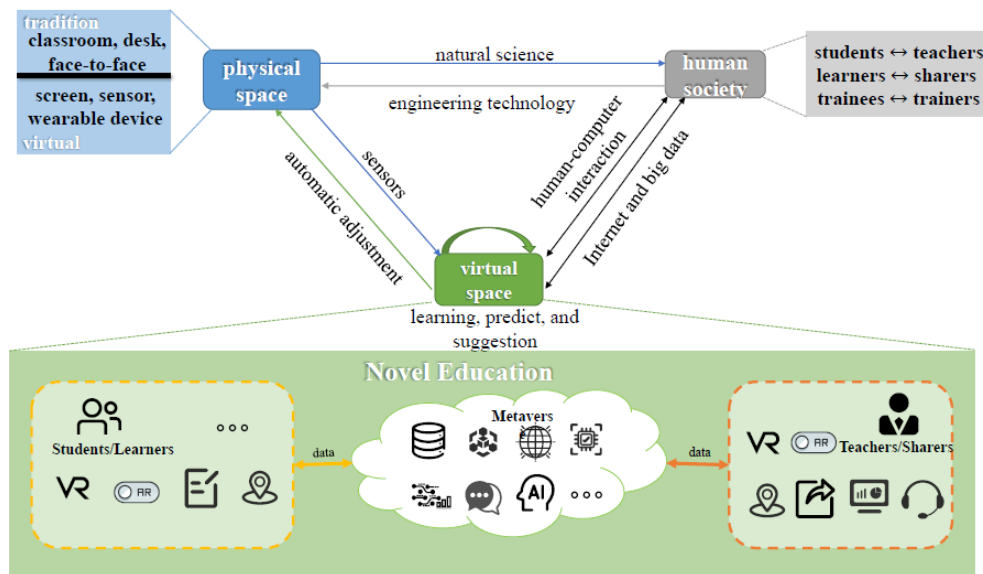 tradition
classroom, desk,
face-to-face
screen, sensor,
wearable device
virtual
physical
space
natural science
engineering technology
human
society
students ↔ teachers
learners ↔ sharers
trainees ↔ trainers
sensors
automatic adjustment
human-computer
interaction
Internet and big data
virtual
space
learning, predict, and
suggestion
Novel Education
Students/Learners
VR
AR
data
Metavers
e
AI
data
VR
AR
Teachers/Sharers